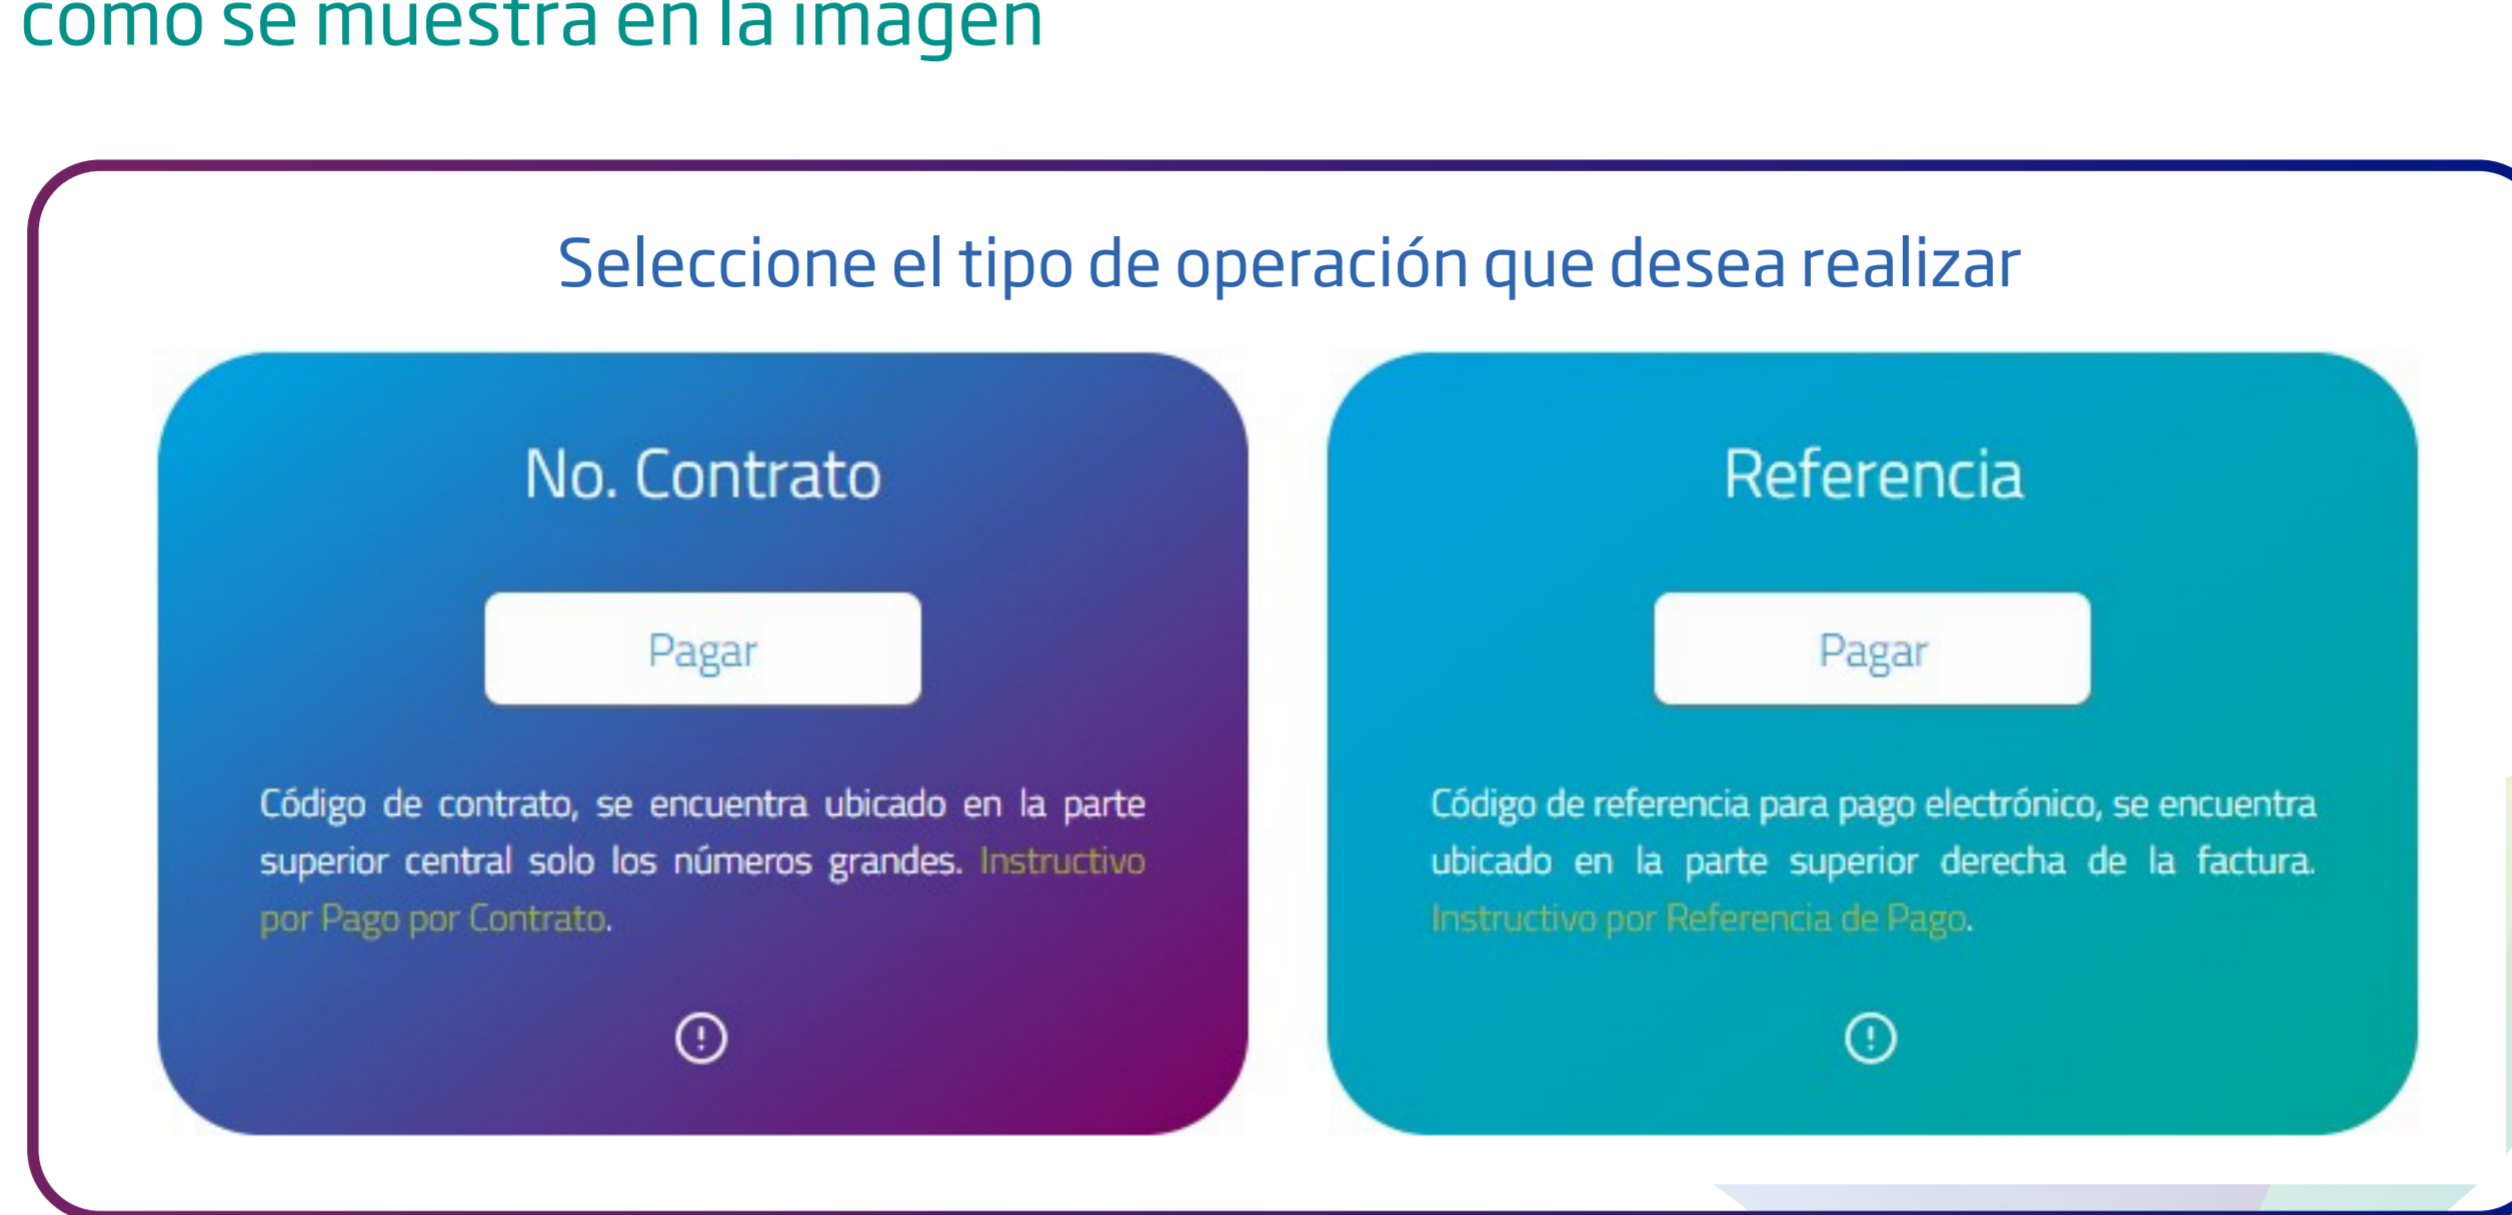 como se muestra en la imagen
Seleccione el tipo de operación que desea realizar
No. Contrato
Pagar
Código de contrato, se encuentra ubicado en la parte
superior central solo los números grandes. Instructivo
por Pago por Contrato.
Referencia
Pagar
Código de referencia para pago electrónico, se encuentra
ubicado en la parte superior derecha de la factura.
Instructivo por Referencia de Pago.